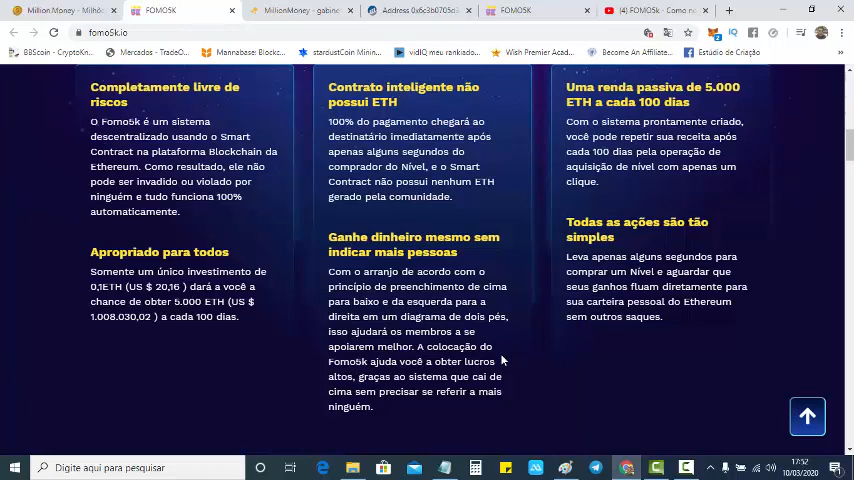 Million.Money - Milhõ
FOMO5K
MillionMoney - gabine
Address 0x6c3b0705d3
FOMO5K
(4) FOMO5k - Como ne
fomo5k.io
BBScoin - CryptoKn...
Mercados - TradeO...
Mannabase: Blockc...
stardustCoin Minin...
vidIQ meu rankiado...
Wish Premier Acade...
Become An Affiliate...
Estúdio de Criação
Completamente livre de
riscos
O Fomo5k é um sistema
descentralizado usando o Smart
Contract na plataforma Blockchain da
Ethereum. Como resultado, ele não
pode ser invadido ou violado por
ninguém e tudo funciona 100%
automaticamente.
Apropriado para todos
Somente um único investimento de
0,1ETH (US $ 20,16 ) dará a você a
chance de obter 5.000 ETH (US $
1.008.030,02 ) a cada 100 dias.
Contrato inteligente não
possui ETH
100% do pagamento chegará ao
destinatário imediatamente após
apenas alguns segundos do
comprador do Nível, e o Smart
Contract não possui nenhum ETH
gerado pela comunidade.
Ganhe dinheiro mesmo sem
indicar mais pessoas
Com o arranjo de acordo com o
princípio de preenchimento de cima
para baixo e da esquerda para a
direita em um diagrama de dois pés,
isso ajudará os membros a se
apoiarem melhor. A colocação do
Fomo5k ajuda você a obter lucros
altos, graças ao sistema que cai de
cima sem precisar se referir a mais
ninguém.
Uma renda passiva de 5.000
ETH a cada 100 dias
Com o sistema prontamente criado,
você pode repetir sua receita após
cada 100 dias pela operação de
aquisição de nível com apenas um
clique.
Todas as ações são tão
simples
Leva apenas alguns segundos para
comprar um Nível e aguardar que
seus ganhos fluam diretamente para
sua carteira pessoal do Ethereum
sem outros saques.
Digite aqui para pesquisar
17:52
10/03/2020